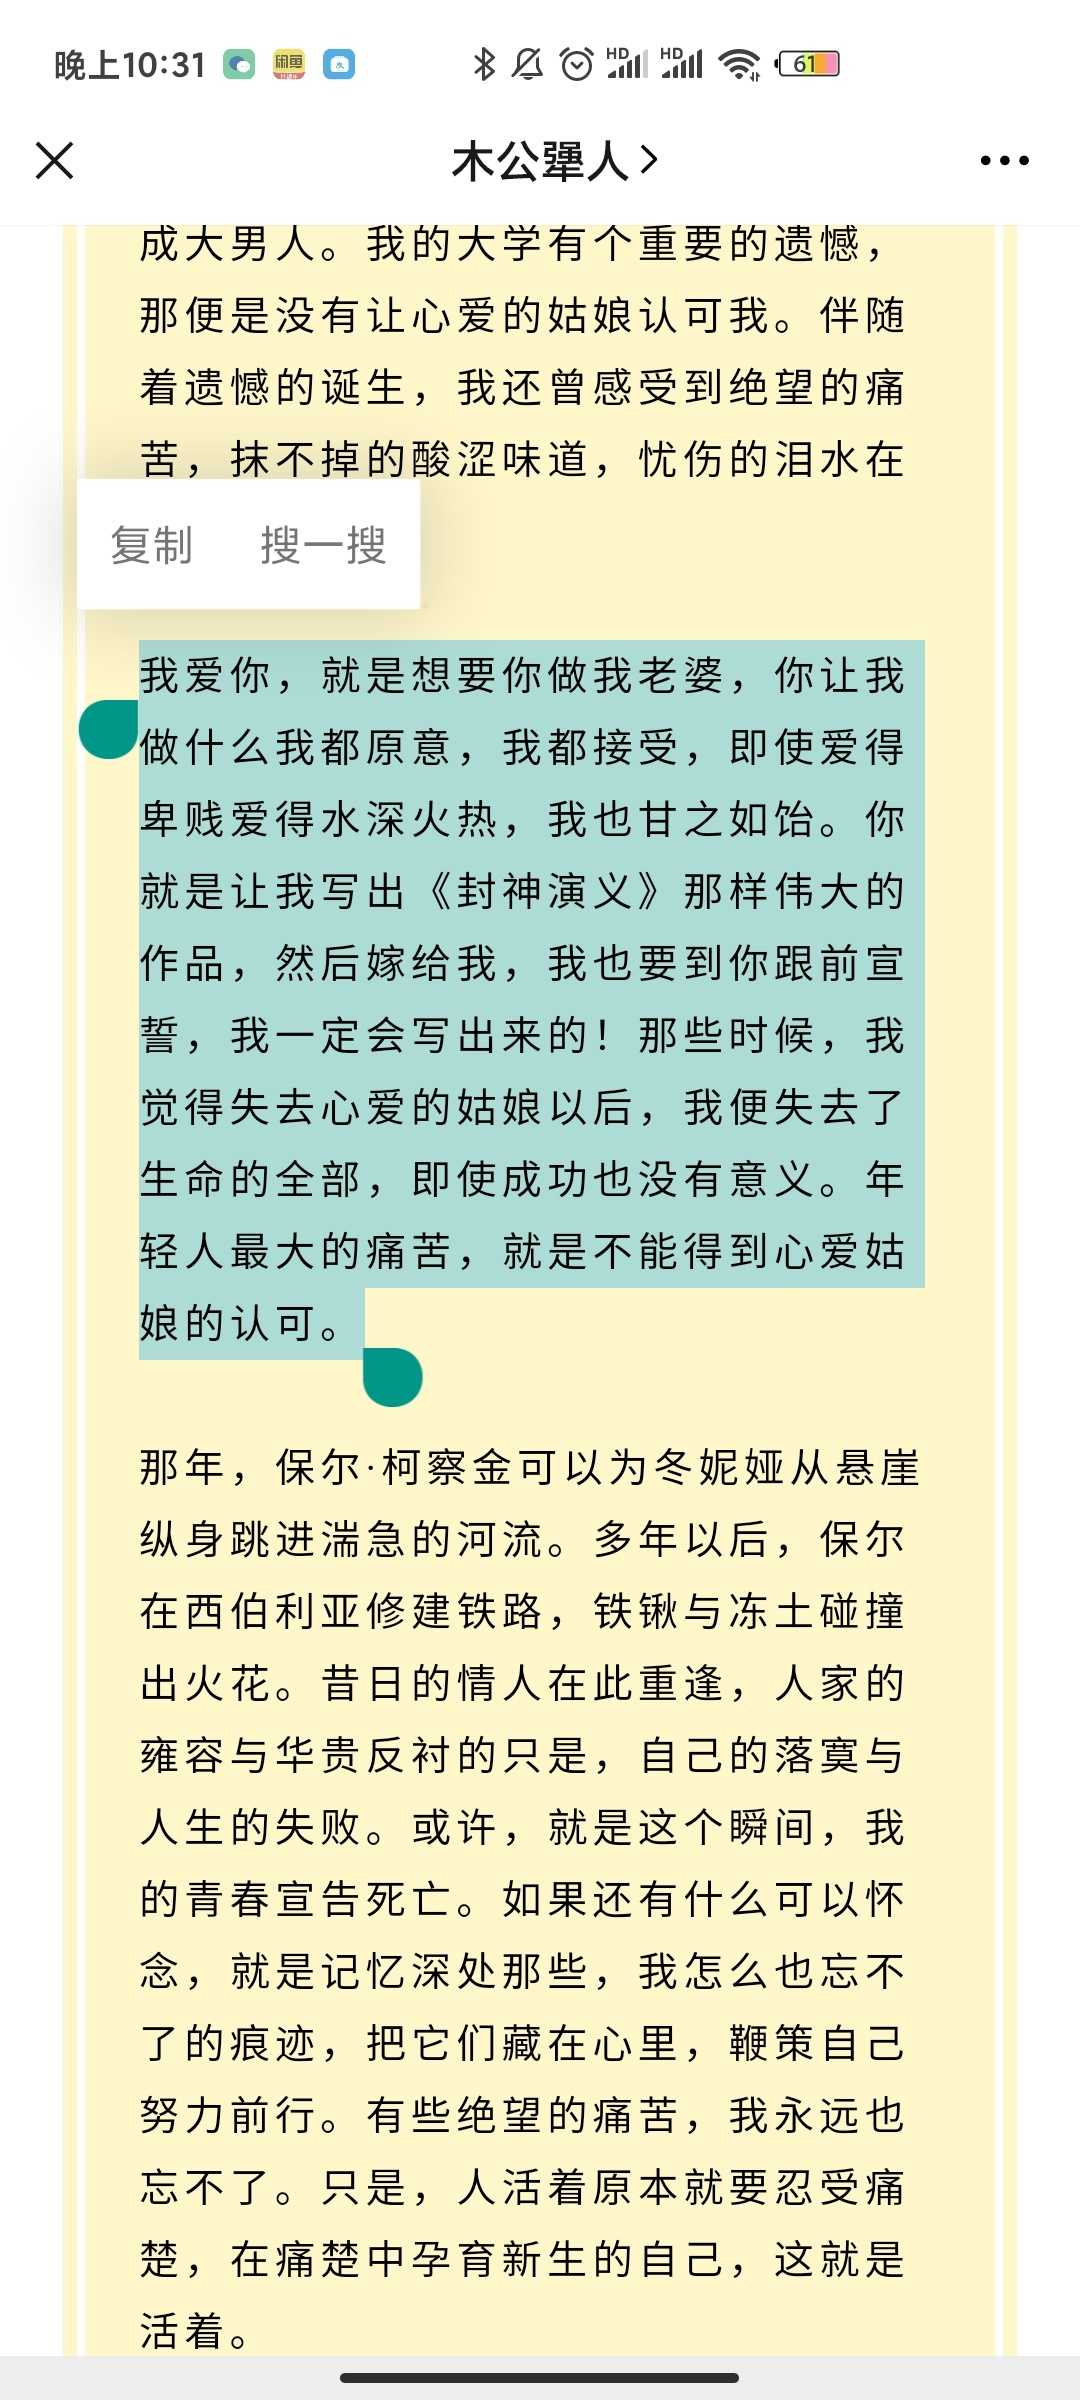 晚上10:31
闲鱼
HD
HD
61
木公犟人
成大男人。我的大学有个重要的遗憾，
那便是没有让心爱的姑娘认可我。伴随
着遗憾的诞生，我还曾感受到绝望的痛
苦，抹不掉的酸涩味道，忧伤的泪水在
复制 搜一搜
我爱你，就是想要你做我老婆，你让我
做什么我都原意，我都接受，即使爱得
卑贱爱得水深火热，我也甘之如饴。你
就是让我写出《封神演义》那样伟大的
作品，然后嫁给我，我也要到你跟前宣
誓，我一定会写出来的！那些时候，我
觉得失去心爱的姑娘以后，我便失去了
生命的全部，即使成功也没有意义。年
轻人最大的痛苦，就是不能得到心爱姑
娘的认可。
那年，保尔·柯察金可以为冬妮娅从悬崖
纵身跳进湍急的河流。多年以后，保尔
在西伯利亚修建铁路，铁锹与冻土碰撞
出火花。昔日的情人在此重逢，人家的
雍容与华贵反衬的只是，自己的落寞与
人生的失败。或许，就是这个瞬间，我
的青春宣告死亡。如果还有什么可以怀
念，就是记忆深处那些，我怎么也忘不
了的痕迹，把它们藏在心里，鞭策自己
努力前行。有些绝望的痛苦，我永远也
忘不了。只是，人活着原本就要忍受痛
楚，在痛楚中孕育新生的自己，这就是
活着。